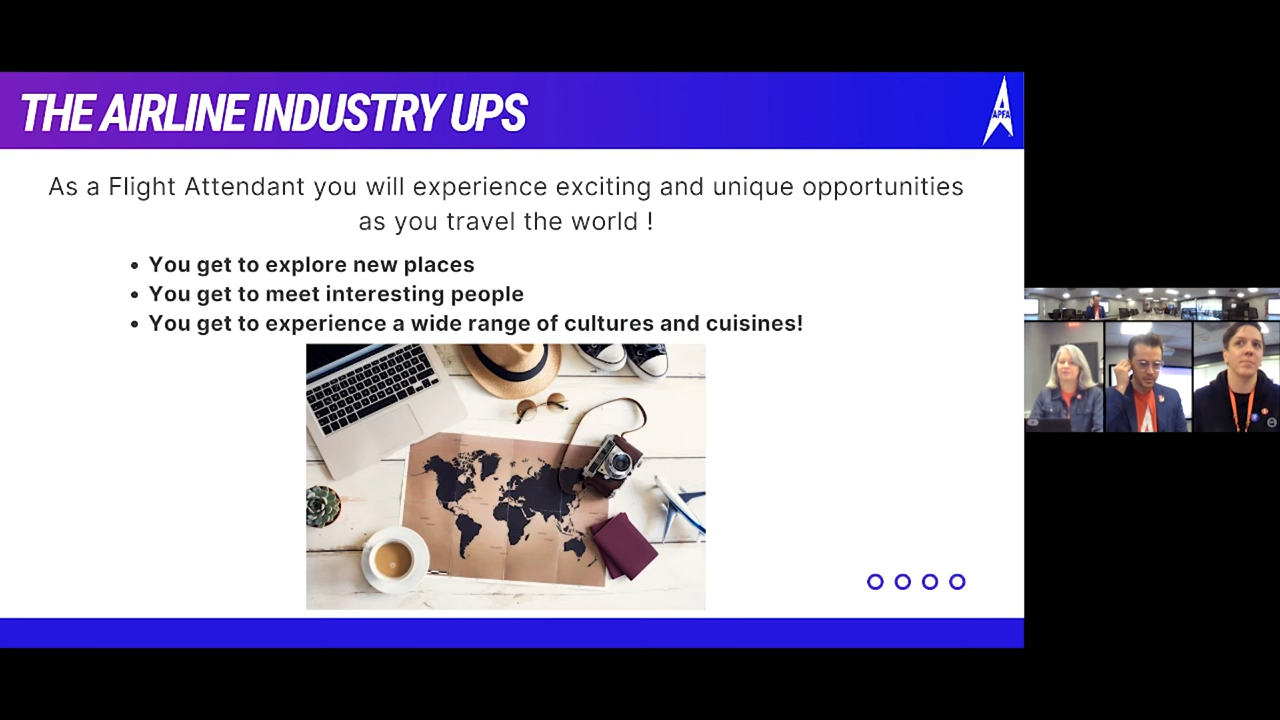 THE AIRLINE INDUSTRY UPS
APFA
As a Flight Attendant you will experience exciting and unique opportunities
as you travel the world !
• You get to explore new places
• You get to meet interesting people
• You get to experience a wide range of cultures and cuisines!